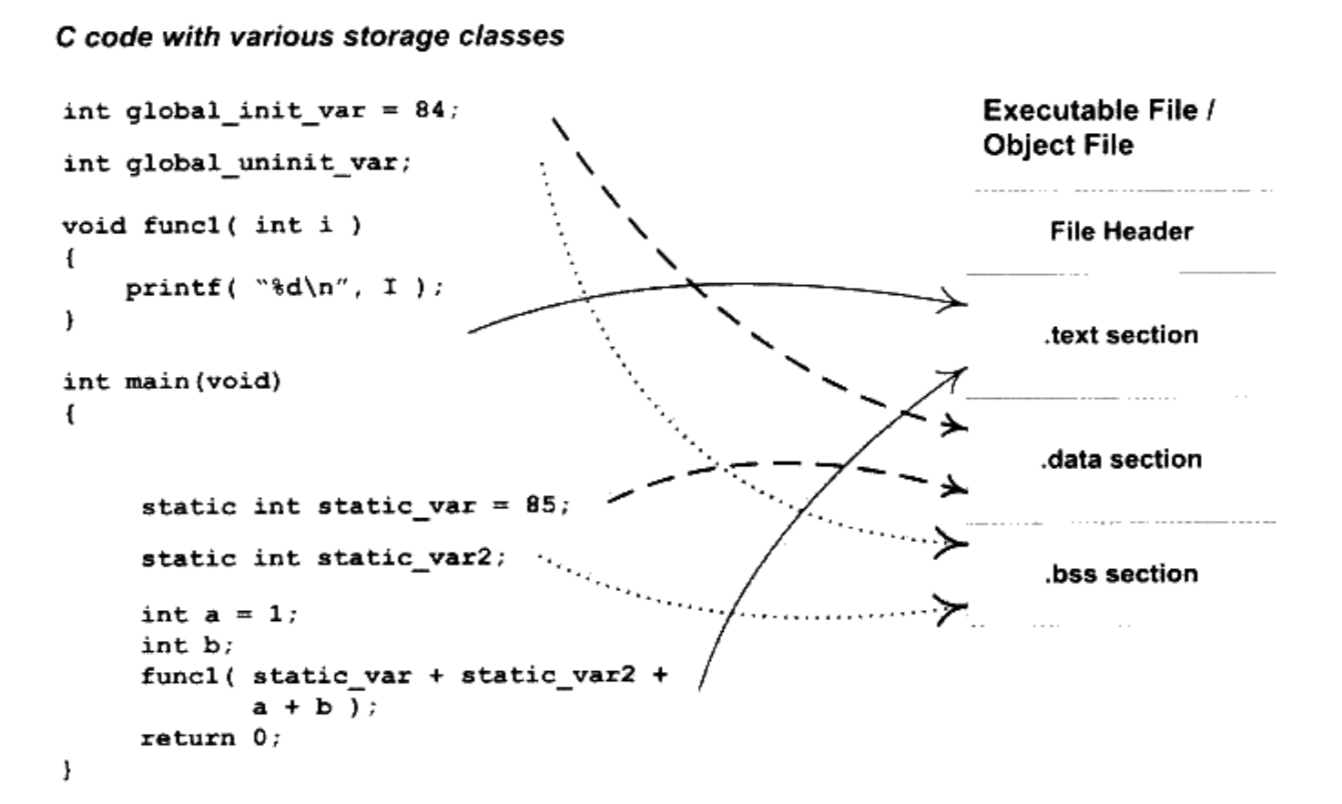 C code with various storage classes
int global_init_var = 84;
int global_uninit_var;
void func1( int i )
{
    printf( “%d\n”, I );
}
int main(void)
{
    static int static_var = 85;
    static int static_var2;
    int a = 1;
    int b;
    func1( static_var + static_var2 +
           a + b );
    return 0;
}
Executable File /
Object File
File Header
.text section
.data section
.bss section